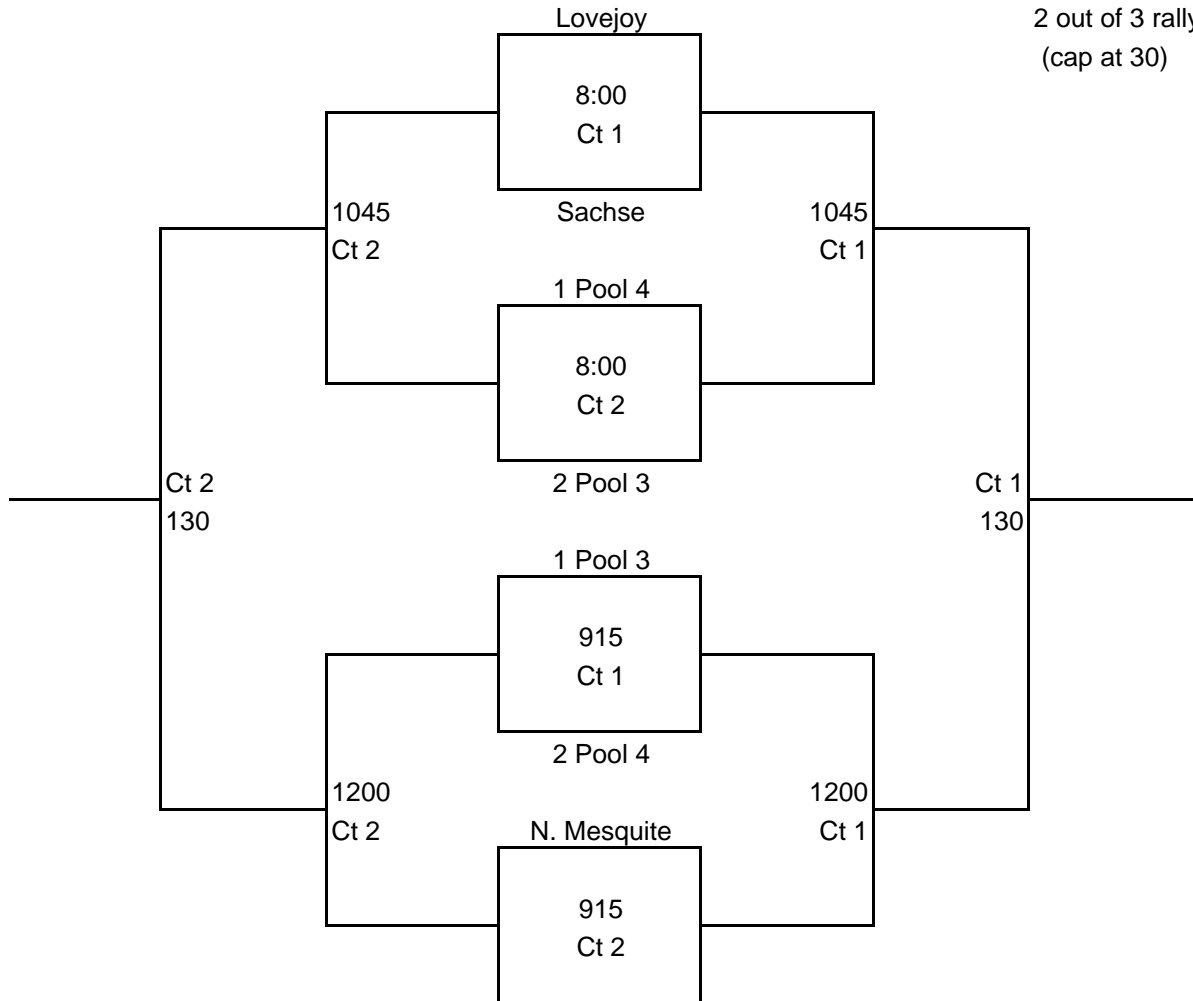 Lovejoy
2 out of 3 rally
(cap at 30)
8:00
Ct 1
1045
Ct 2
Sachse
1045
Ct 1
1 Pool 4
8:00
Ct 2
Ct 2
130
2 Pool 3
Ct 1
130
1 Pool 3
915
Ct 1
2 Pool 4
1200
Ct 2
1200
Ct 1
N. Mesquite
915
Ct 2